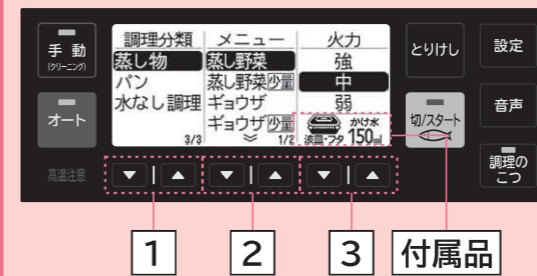 手動
(クリーニング)
オート
高温注意
調理分類
蒸し物
パン
水なし調理
3/3
メニュー
蒸し野菜
蒸し野菜少量
ギョウザ
ギョウザ少量
1/2
火力
強
中
弱
かけ水
波皿・フタ 150ml
とりけし
切/スタート
設定
音声
調理の
こつ
▼ | ▲
▼ | ▲
▼ | ▲
1
2
3
付属品